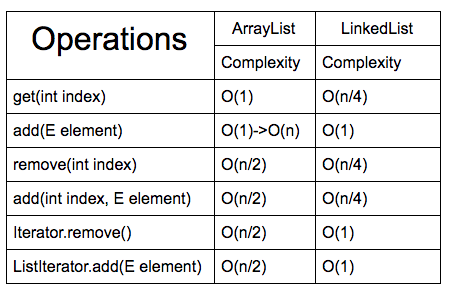 Operations ArrayList LinkedList
Complexity Complexity
get(int index) O(1) O(n/4)
add(E element) O(1)->O(n) O(1)
remove(int index) O(n/2) O(n/4)
add(int index, E element) O(n/2) O(n/4)
Iterator.remove() O(n/2) O(1)
ListIterator.add(E element) O(n/2) O(1)